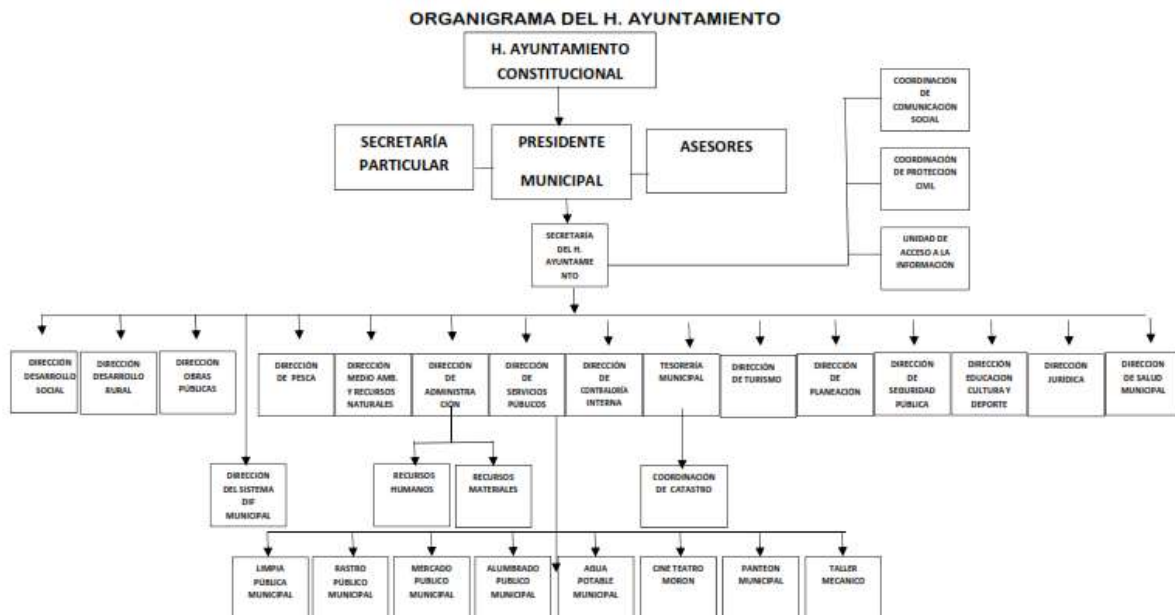 ORGANIGRAMA DEL H. AYUNTAMIENTO
H. AYUNTAMIENTO
CONSTITUCIONAL
COORDINACIÓN
DE
COMUNICACIÓN
SOCIAL
SECRETARÍA
PARTICULAR
PRESIDENTE
MUNICIPAL
ASESORES
COORDINACIÓN
DE PROTECCION
CIVIL
SECRETARÍA
DEL H.
AYUNTAMIE
NTO
UNIDAD DE
ACCESO A LA
INFORMACIÓN
DIRECCIÓN
DESARROLLO
SOCIAL
DIRECCIÓN
DESARROLLO
RURAL
DIRECCIÓN
OBRAS
PÚBLICAS
DIRECCIÓN
DE PESCA
DIRECCIÓN
MEDIO AMB.
Y RECURSOS
NATURALES
DIRECCIÓN
DE
ADMINISTRA
CIÓN
DIRECCIÓN
DE
SERVICIOS
PÚBLICOS
DIRECCIÓN
DE
CONTRALORÍA
INTERNA
TESORERÍA
MUNICIPAL
DIRECCIÓN
DE TURISMO
DIRECCIÓN
DE
PLANEACIÓN
DIRECCIÓN
DE
SEGURIDAD
PÚBLICA
DIRECCIÓN
EDUCACION
CULTURA Y
DEPORTE
DIRECCIÓN
JURÍDICA
DIRECCION
DE SALUD
MUNICIPAL
DIRECCIÓN
DEL SISTEMA
DIF
MUNICIPAL
RECURSOS
HUMANOS
RECURSOS
MATERIALES
COORDINACIÓN
DE CATASTRO
LIMPIA
PÚBLICA
MUNICIPAL
RASTRO
PÚBLICO
MUNICIPAL
MERCADO
PUBLICO
MUNICIPAL
ALUMBRADO
PUBLICO
MUNICIPAL
AGUA
POTABLE
MUNICIPAL
CINE TEATRO
MORON
PANTEON
MUNICIPAL
TALLER
MECANICO